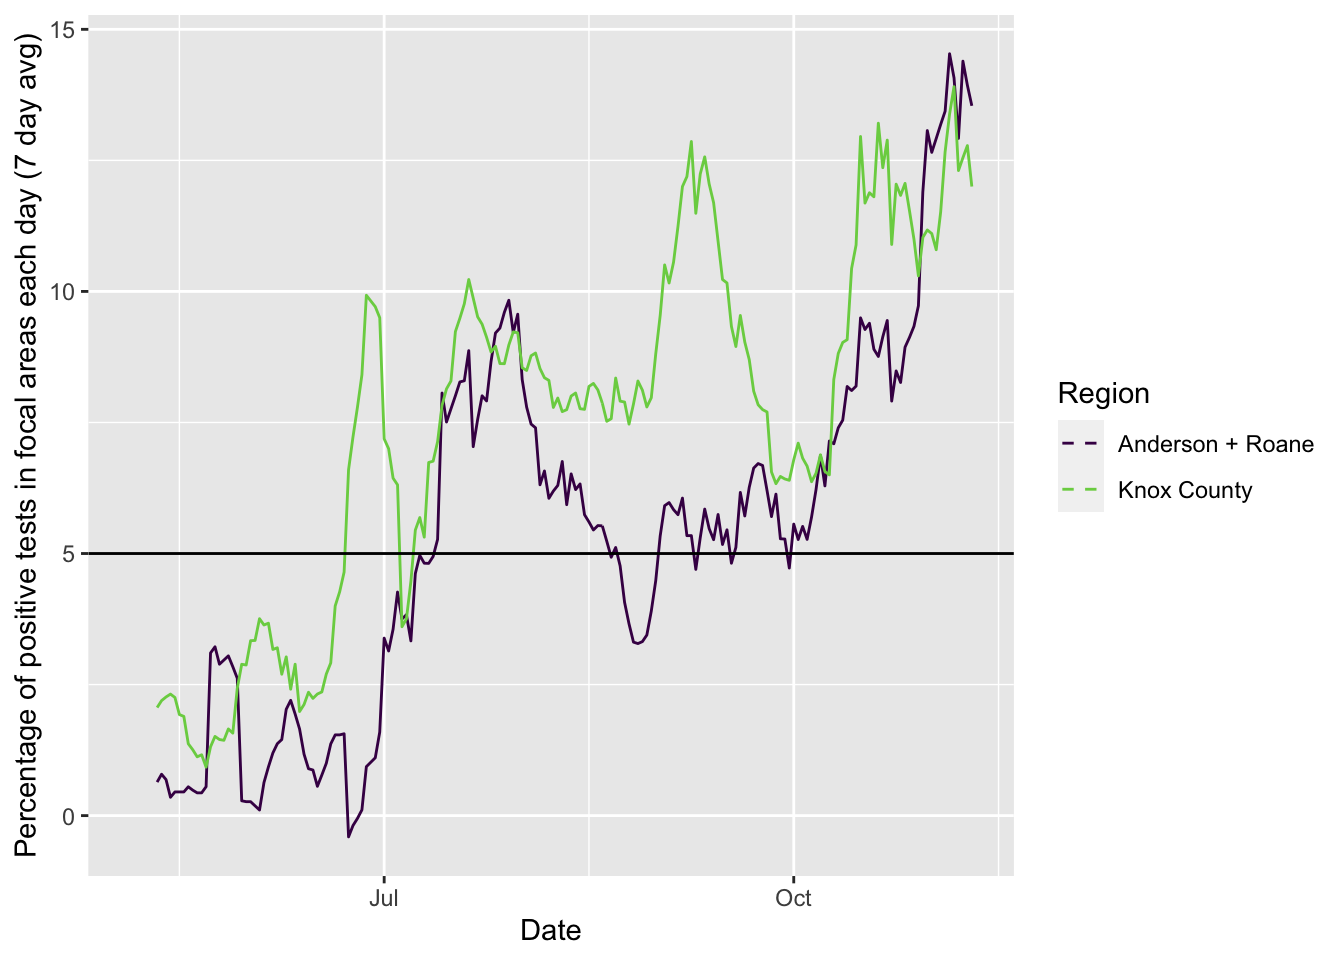 Percentage of positive tests in focal areas each day (7 day avg)
15
10
5
0
Jul
Oct
Date
Region
Anderson + Roane
Knox County